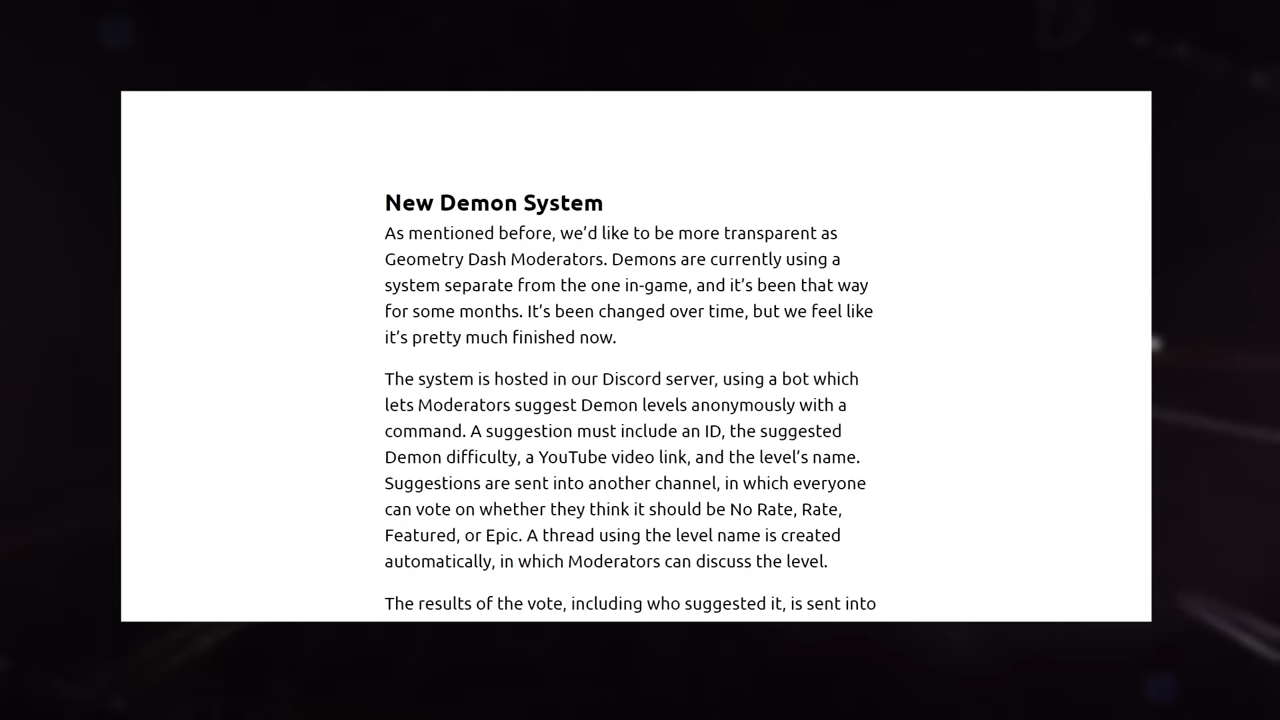 New Demon System
As mentioned before, we’d like to be more transparent as
Geometry Dash Moderators. Demons are currently using a
system separate from the one in-game, and it’s been that way
for some months. It’s been changed over time, but we feel like
it’s pretty much finished now.
The system is hosted in our Discord server, using a bot which
lets Moderators suggest Demon levels anonymously with a
command. A suggestion must include an ID, the suggested
Demon difficulty, a YouTube video link, and the level’s name.
Suggestions are sent into another channel, in which everyone
can vote on whether they think it should be No Rate, Rate,
Featured, or Epic. A thread using the level name is created
automatically, in which Moderators can discuss the level.
The results of the vote, including who suggested it, is sent into